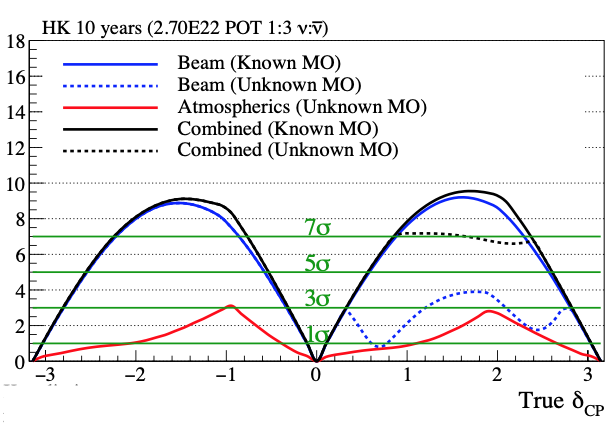 HK 10 years (2.70E22 POT 1:3 ν:ν̅)
18
16
14
12
10
8
6
4
2
0
Beam (Known MO)
Beam (Unknown MO)
Atmospherics (Unknown MO)
Combined (Known MO)
Combined (Unknown MO)
7σ
5σ
3σ
1σ
−3 −2 −1 0 1 2 3
True δCP